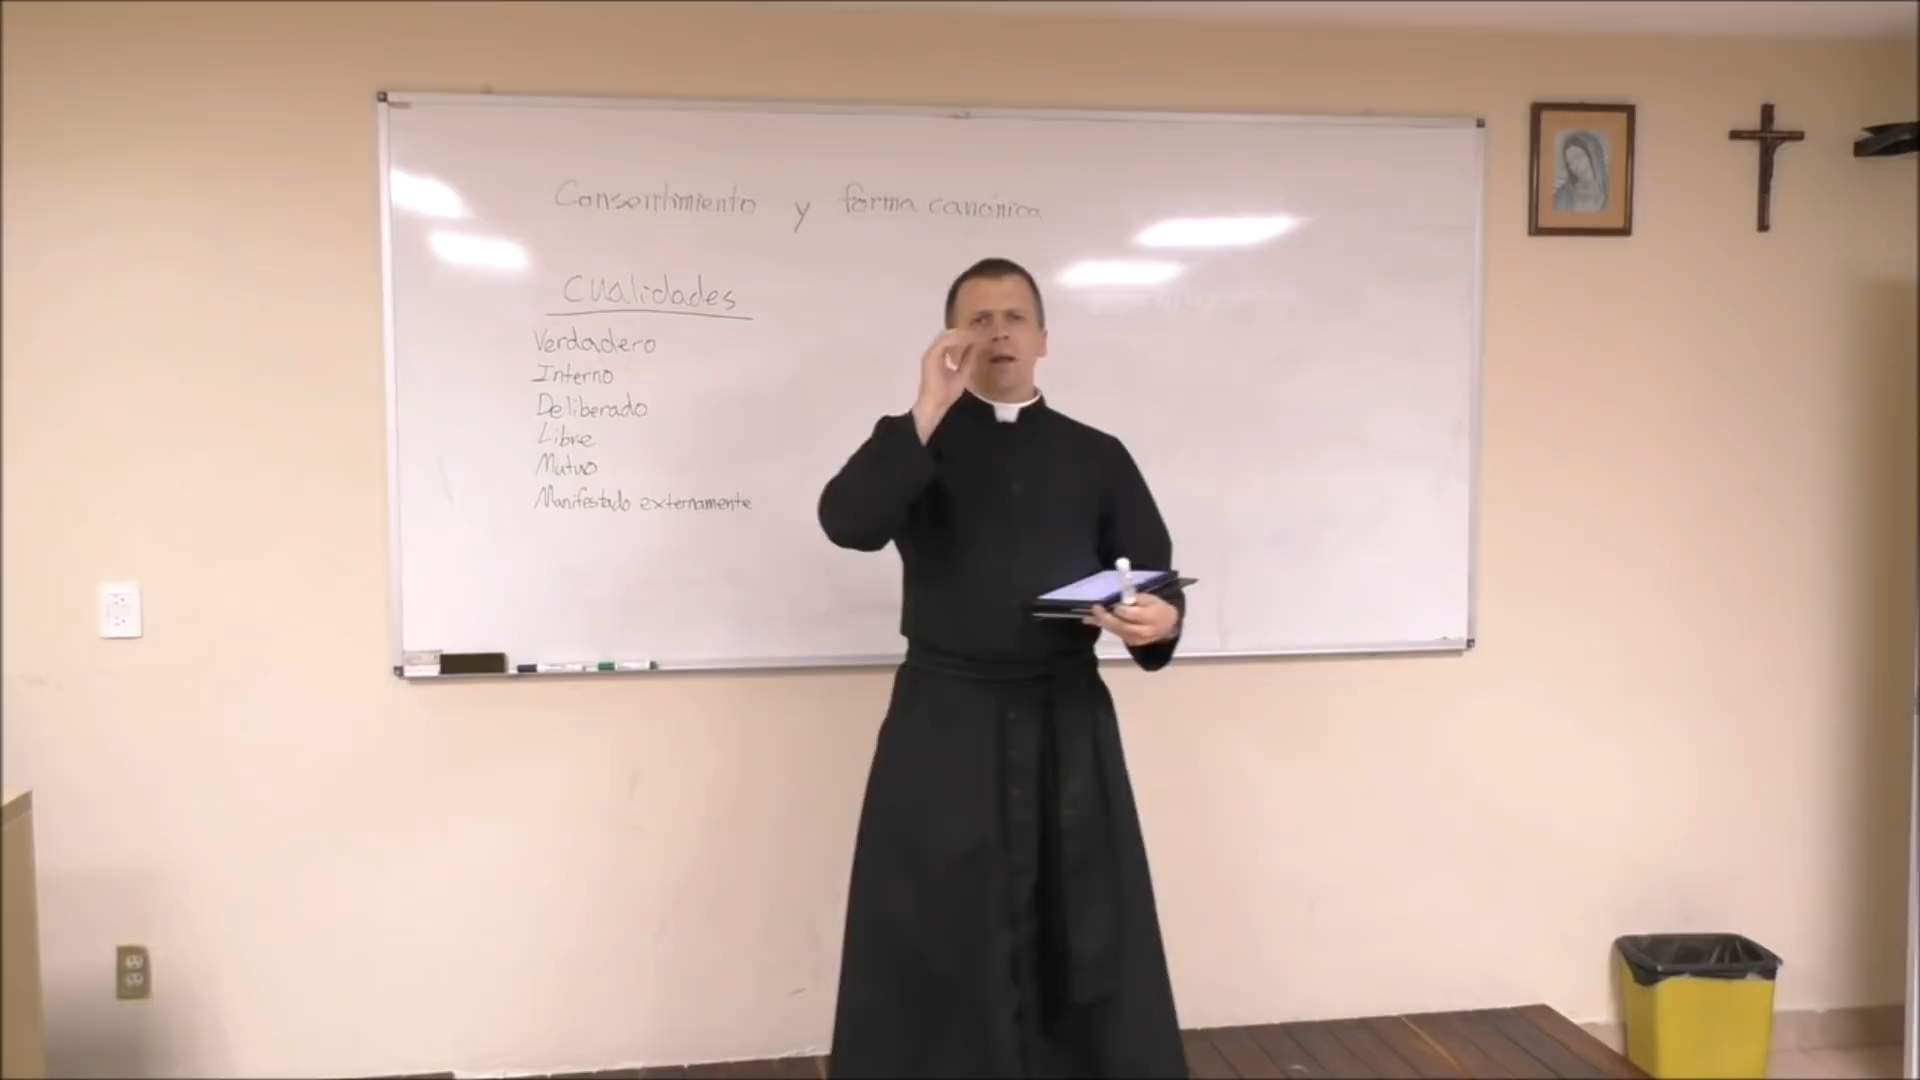 Consentimiento y forma canónica
Cualidades
Verdadero
Interno
Deliberado
Libre
Mutuo
Manifestado externamente